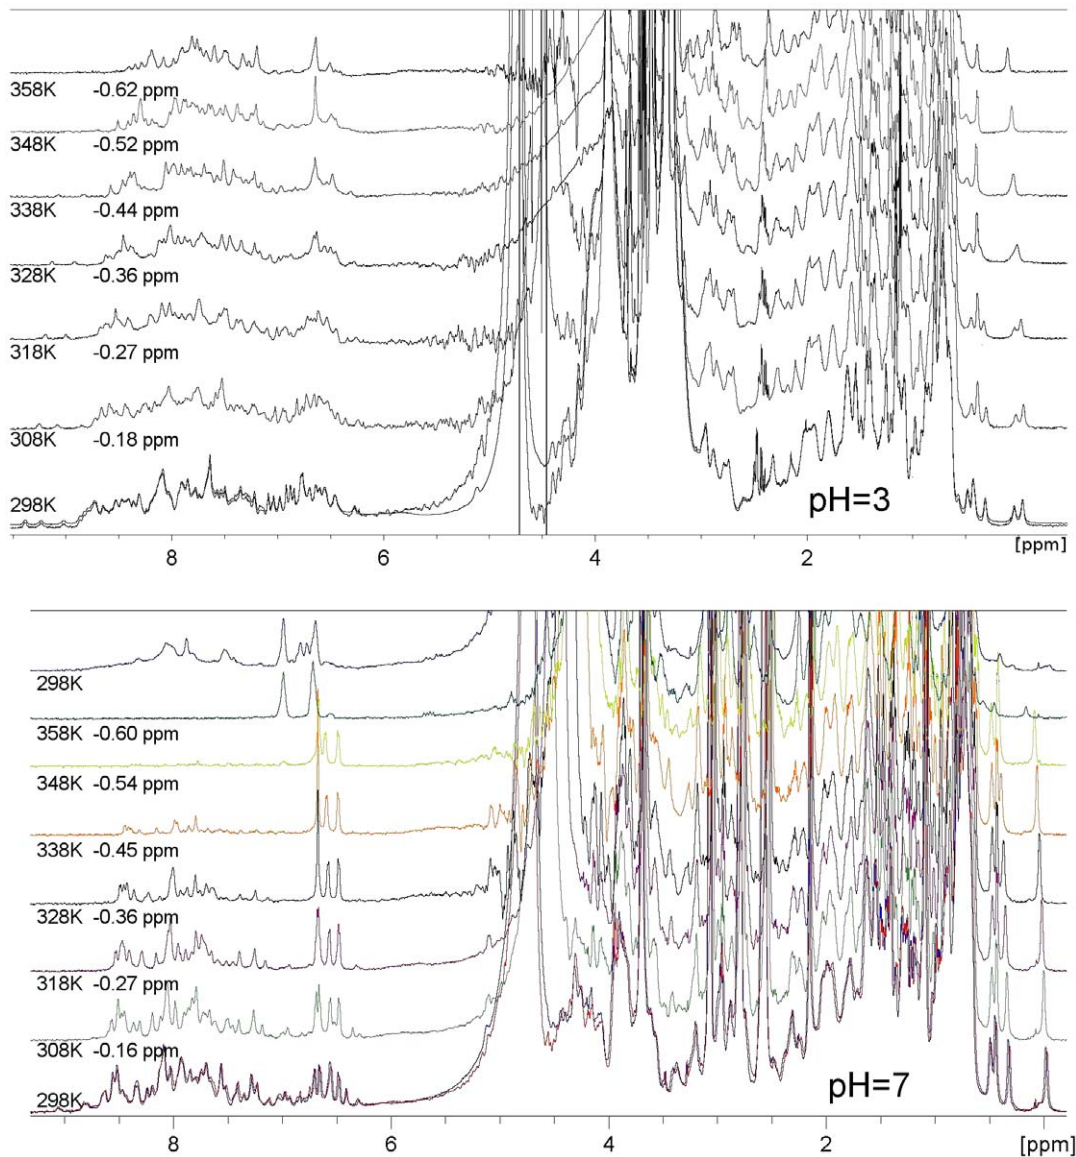 358K -0.62 ppm
348K -0.52 ppm
338K -0.44 ppm
328K -0.36 ppm
318K -0.27 ppm
308K -0.18 ppm
298K
pH=3
[ppm]
8 6 4 2
298K
358K -0.60 ppm
348K -0.54 ppm
338K -0.45 ppm
328K -0.36 ppm
318K -0.27 ppm
308K -0.16 ppm
298K
pH=7
8 6 4 2 [ppm]